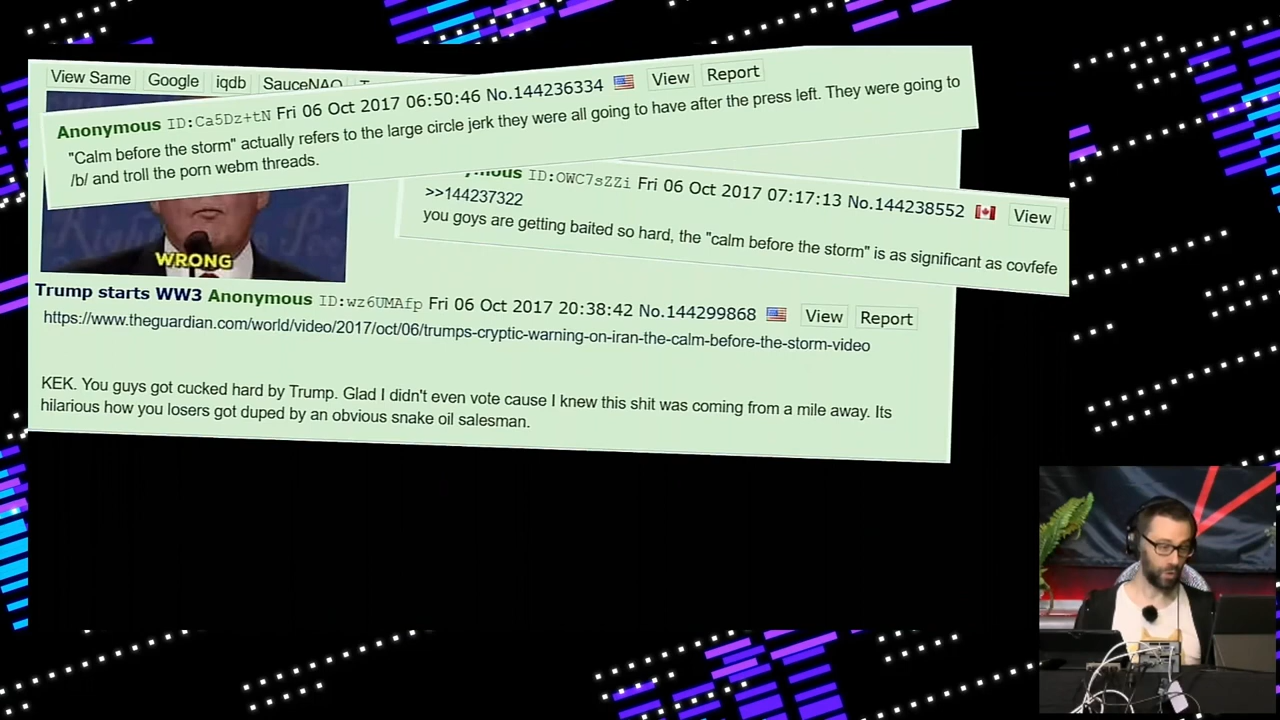 View Same Google iqdb SauceNAO
Anonymous ID:Ca5Dz+tN Fri 06 Oct 2017 06:50:46 No.144236334 View Report
"Calm before the storm" actually refers to the large circle jerk they were all going to have after the press left. They were going to
/b/ and troll the porn webm threads.
ID:OWC7sZZi Fri 06 Oct 2017 07:17:13 No.144238552 View
>>144237322
you goys are getting baited so hard, the "calm before the storm" is as significant as covfefe
WRONG
Trump starts WW3 Anonymous ID:wz6UMAfp Fri 06 Oct 2017 20:38:42 No.144299868 View Report
https://www.theguardian.com/world/video/2017/oct/06/trumps-cryptic-warning-on-iran-the-calm-before-the-storm-video
KEK. You guys got cucked hard by Trump. Glad I didn't even vote cause I knew this shit was coming from a mile away. Its
hilarious how you losers got duped by an obvious snake oil salesman.